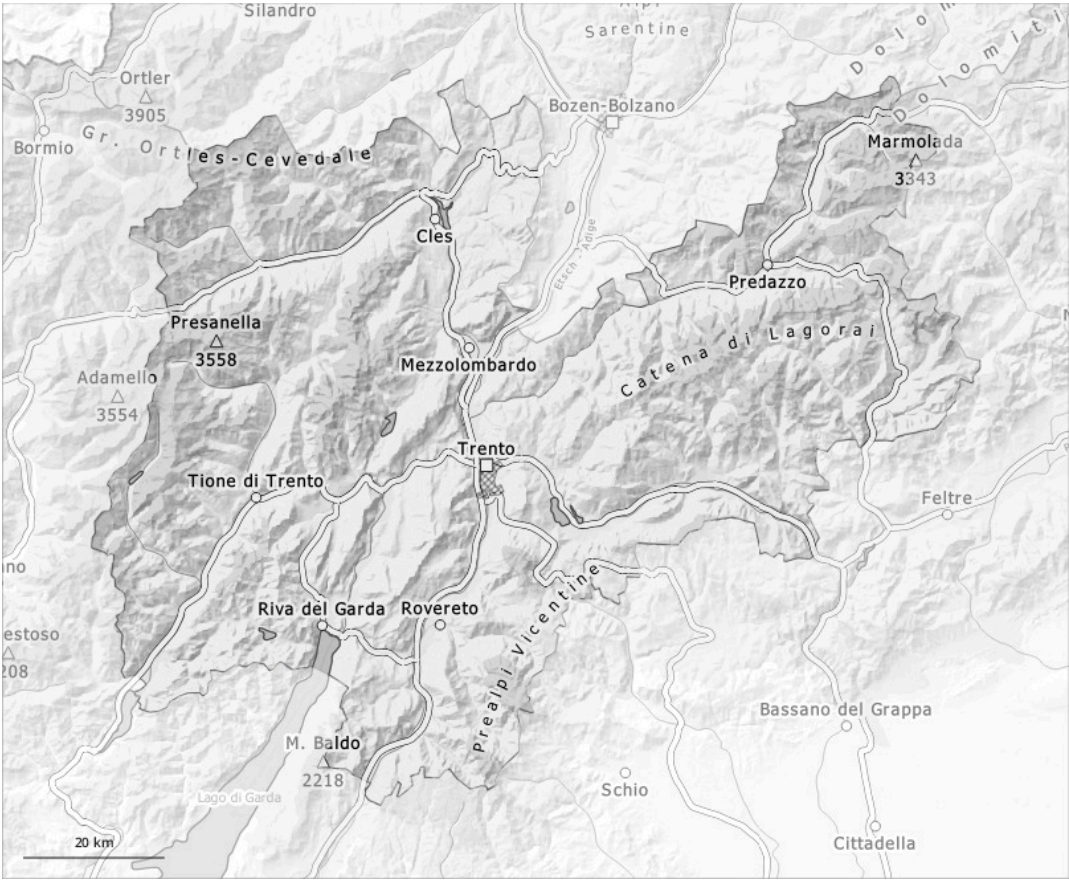 Silandro
Sarentine
Dolomiti
Ortler
3905
Bozen-Bolzano
Bormio
Gr. Ortles-Cevedale
Marmolada
3343
Cles
Etsch - Adige
Predazzo
Presanella
3558
Catena di Lagorai
Mezzolombardo
Adamello
3554
Trento
Tione di Trento
Feltre
Riva del Garda
Rovereto
Prealpi Vicentine
Bassano del Grappa
M. Baldo
2218
Lago di Garda
Schio
20 km
Cittadella